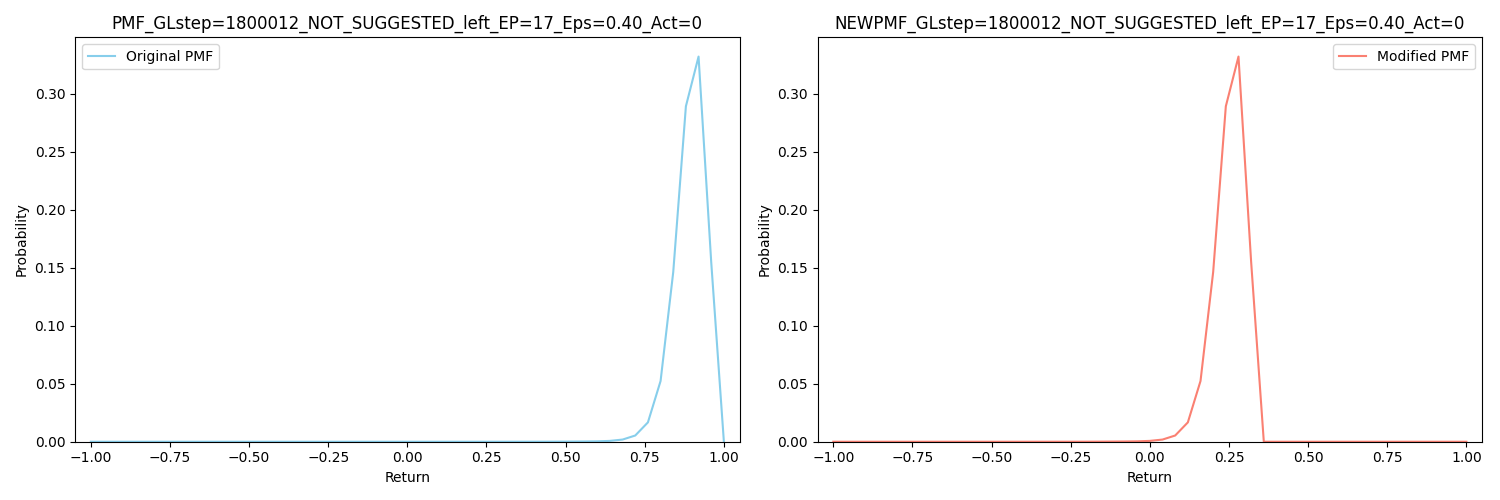 PMF_GLstep=1800012_NOT_SUGGESTED_left_EP=17_Eps=0.40_Act=0
Original PMF
Probability
0.30
0.25
0.20
0.15
0.10
0.05
0.00
−1.00 −0.75 −0.50 −0.25 0.00 0.25 0.50 0.75 1.00
Return
NEWPMF_GLstep=1800012_NOT_SUGGESTED_left_EP=17_Eps=0.40_Act=0
Modified PMF
Probability
0.30
0.25
0.20
0.15
0.10
0.05
0.00
−1.00 −0.75 −0.50 −0.25 0.00 0.25 0.50 0.75 1.00
Return